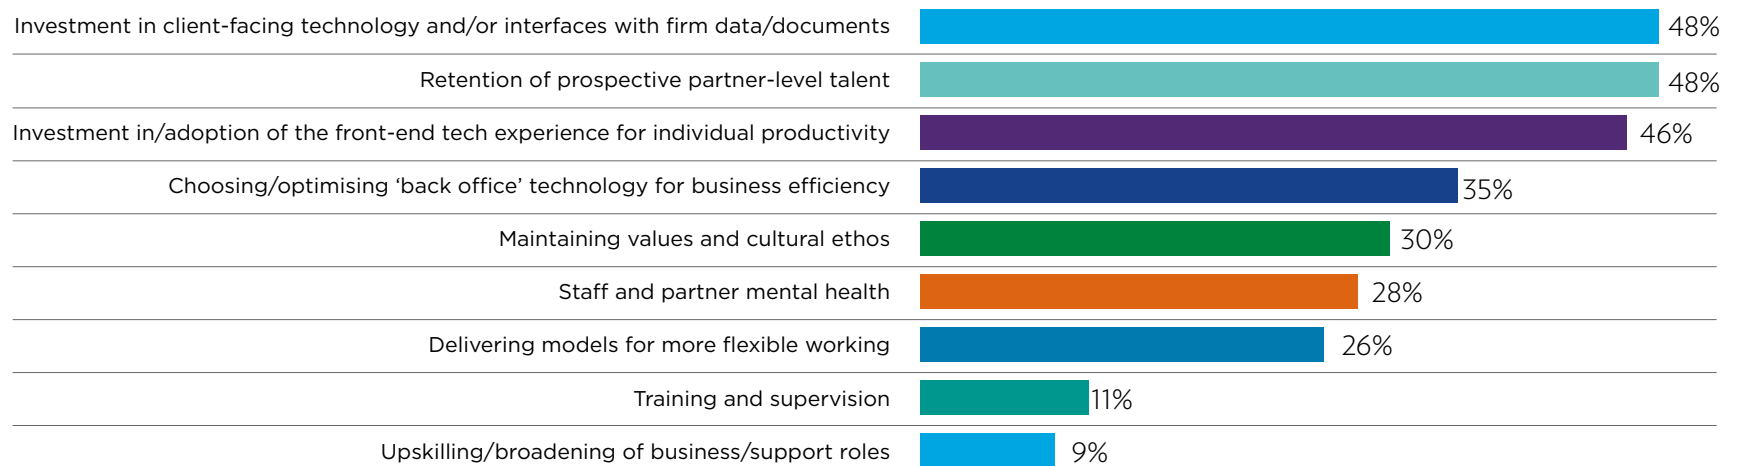 Investment in client-facing technology and/or interfaces with firm data/documents 48%
Retention of prospective partner-level talent 48%
Investment in/adoption of the front-end tech experience for individual productivity 46%
Choosing/optimising ‘back office’ technology for business efficiency 35%
Maintaining values and cultural ethos 30%
Staff and partner mental health 28%
Delivering models for more flexible working 26%
Training and supervision 11%
Upskilling/broadening of business/support roles 9%